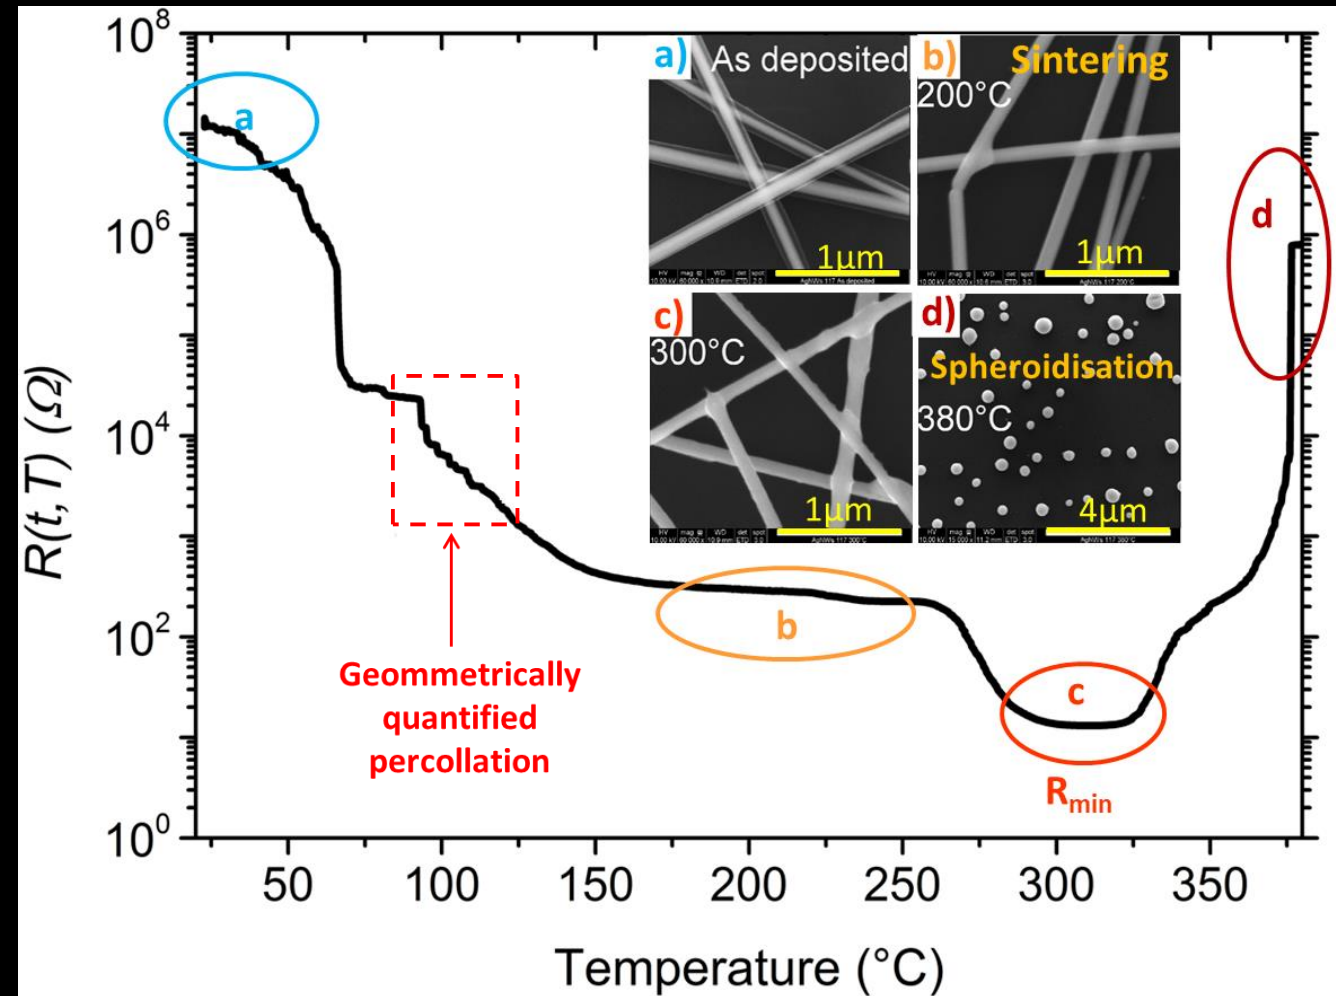 10⁸
10⁶
10⁴
10²
10⁰
R(t,T) (Ω)
a
a) As deposited
1µm
b) Sintering
200°C
1µm
c)
300°C
1µm
d)
Spheroidisation
380°C
4µm
d
Geommetrically
quantified
percollation
b
c
Rmin
50 100 150 200 250 300 350
Temperature (°C)